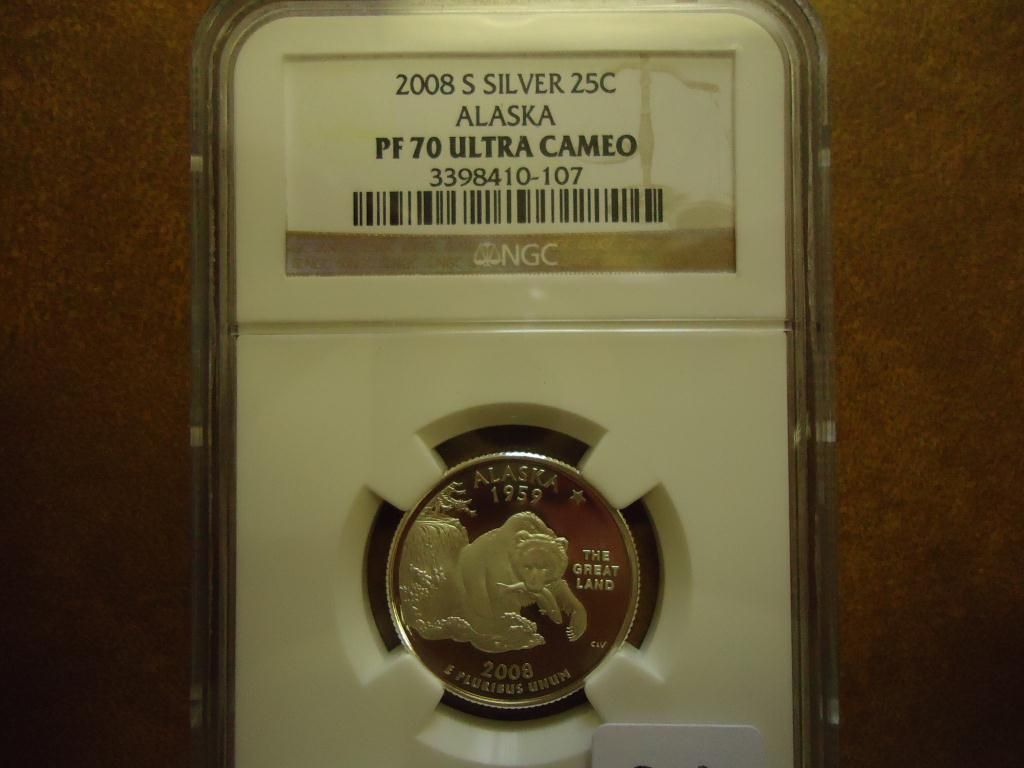 2008 S SILVER 25C
ALASKA
PF 70 ULTRA CAMEO
3398410-107
NGC
ALASKA
1959
THE
GREAT
LAND
CLV
2008
E PLURIBUS UNUM